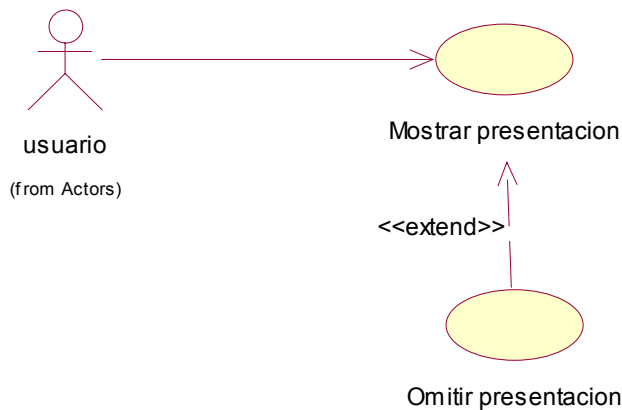 Mostrar presentacion
usuario
(from Actors)
<<extend>>
Omitir presentacion